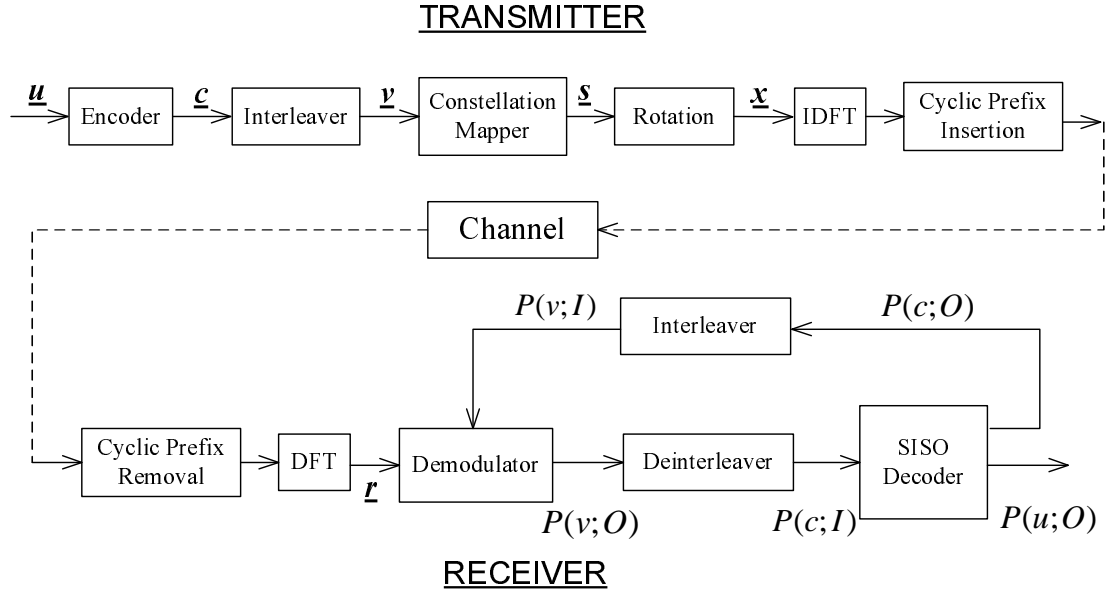 TRANSMITTER
u
Encoder
c
Interleaver
v
Constellation
Mapper
s
Rotation
x
IDFT
Cyclic Prefix
Insertion
Channel
P(v;I)
Interleaver
P(c;O)
Cyclic Prefix
Removal
DFT
r
Demodulator
P(v;O)
Deinterleaver
P(c;I)
SISO
Decoder
P(u;O)
RECEIVER